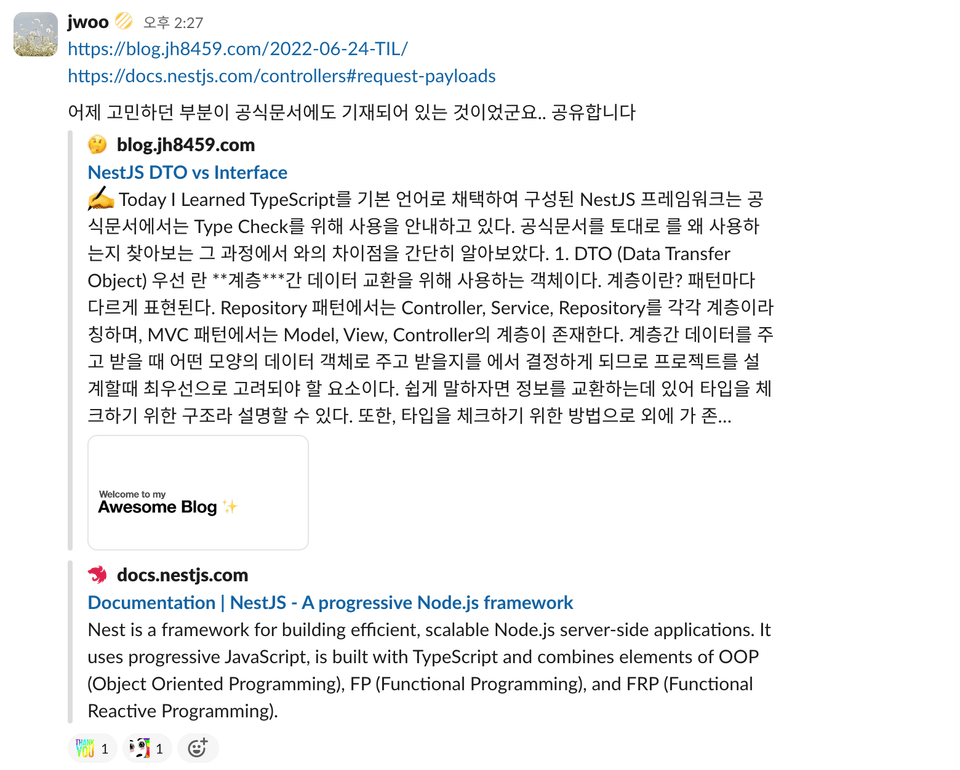 jwoo 오후 2:27
https://blog.jh8459.com/2022-06-24-TIL/
https://docs.nestjs.com/controllers#request-payloads
어제 고민하던 부분이 공식문서에도 기재되어 있는 것이었군요.. 공유합니다
🤔 blog.jh8459.com
NestJS DTO vs Interface
✍️ Today I Learned TypeScript를 기본 언어로 채택하여 구성된 NestJS 프레임워크는 공
식문서에서는 Type Check를 위해 사용을 안내하고 있다. 공식문서를 토대로 를 왜 사용하
는지 찾아보는 그 과정에서 와의 차이점을 간단히 알아보았다. 1. DTO (Data Transfer
Object) 우선 란 **계층***간 데이터 교환을 위해 사용하는 객체이다. 계층이란? 패턴마다
다르게 표현된다. Repository 패턴에서는 Controller, Service, Repository를 각각 계층이라
칭하며, MVC 패턴에서는 Model, View, Controller의 계층이 존재한다. 계층간 데이터를 주
고 받을 때 어떤 모양의 데이터 객체로 주고 받을지를 에서 결정하게 되므로 프로젝트를 설
계할때 최우선으로 고려되야 할 요소이다. 쉽게 말하자면 정보를 교환하는데 있어 타입을 체
크하기 위한 구조라 설명할 수 있다. 또한, 타입을 체크하기 위한 방법으로 외에 가 존...
Welcome to my
Awesome Blog ✨
docs.nestjs.com
Documentation | NestJS - A progressive Node.js framework
Nest is a framework for building efficient, scalable Node.js server-side applications. It
uses progressive JavaScript, is built with TypeScript and combines elements of OOP
(Object Oriented Programming), FP (Functional Programming), and FRP (Functional
Reactive Programming).
THANK YOU 1 1